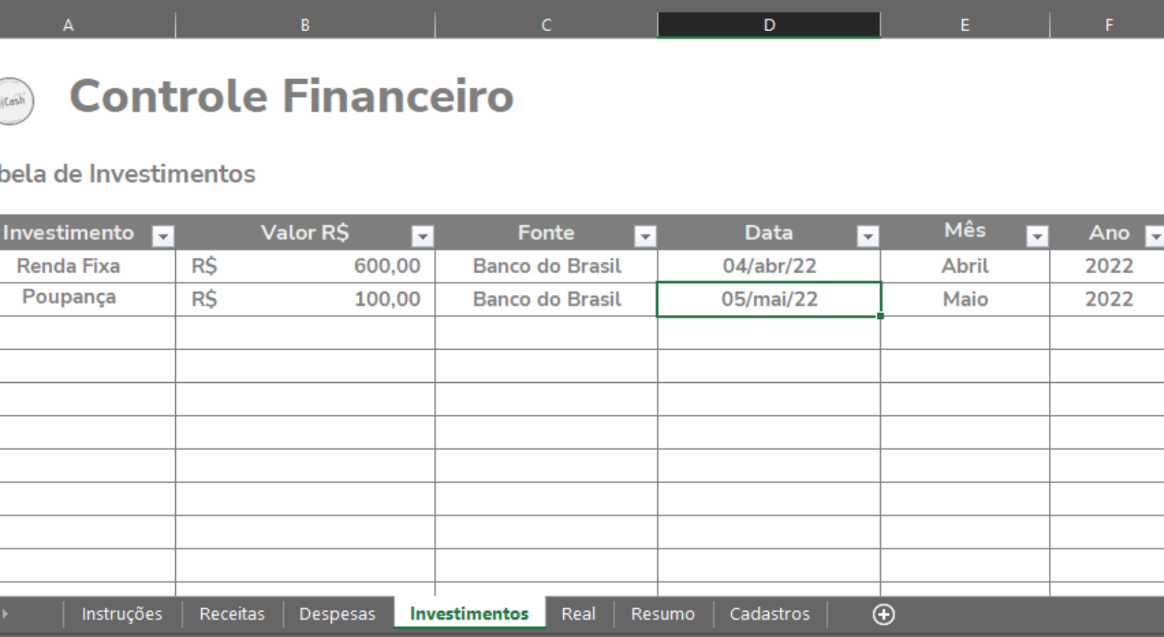 A B C D E F
Cash
Controle Financeiro
bela de Investimentos
Investimento Valor R$ Fonte Data Mês Ano
Renda Fixa R$ 600,00 Banco do Brasil 04/abr/22 Abril 2022
Poupança R$ 100,00 Banco do Brasil 05/mai/22 Maio 2022
Instruções Receitas Despesas Investimentos Real Resumo Cadastros